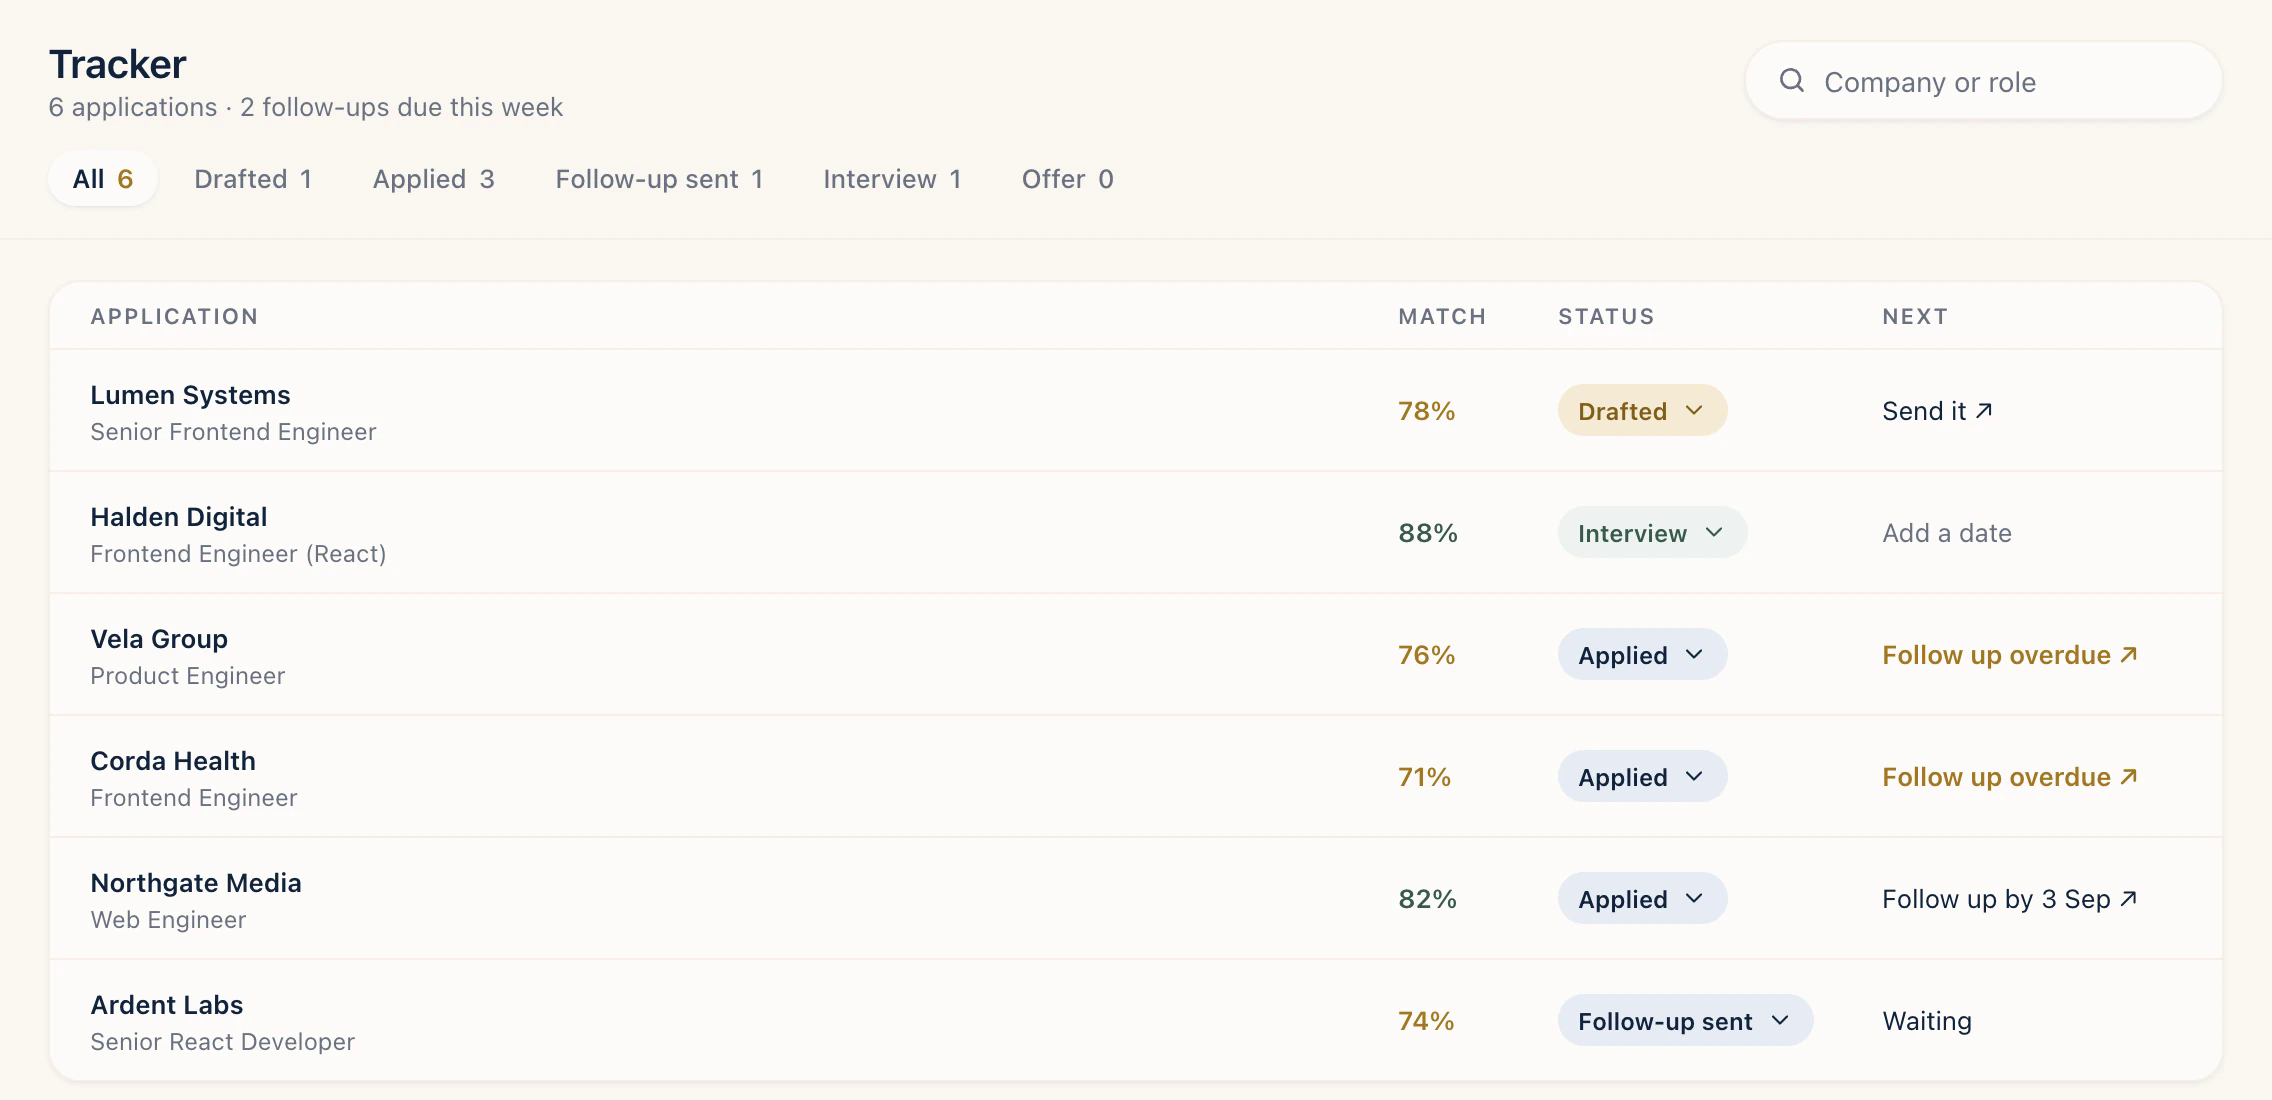 Tracker
6 applications · 2 follow-ups due this week
Company or role
All 6 Drafted 1 Applied 3 Follow-up sent 1 Interview 1 Offer 0
APPLICATION MATCH STATUS NEXT
Lumen Systems
Senior Frontend Engineer
78% Drafted Send it ↗
Halden Digital
Frontend Engineer (React)
88% Interview Add a date
Vela Group
Product Engineer
76% Applied Follow up overdue ↗
Corda Health
Frontend Engineer
71% Applied Follow up overdue ↗
Northgate Media
Web Engineer
82% Applied Follow up by 3 Sep ↗
Ardent Labs
Senior React Developer
74% Follow-up sent Waiting